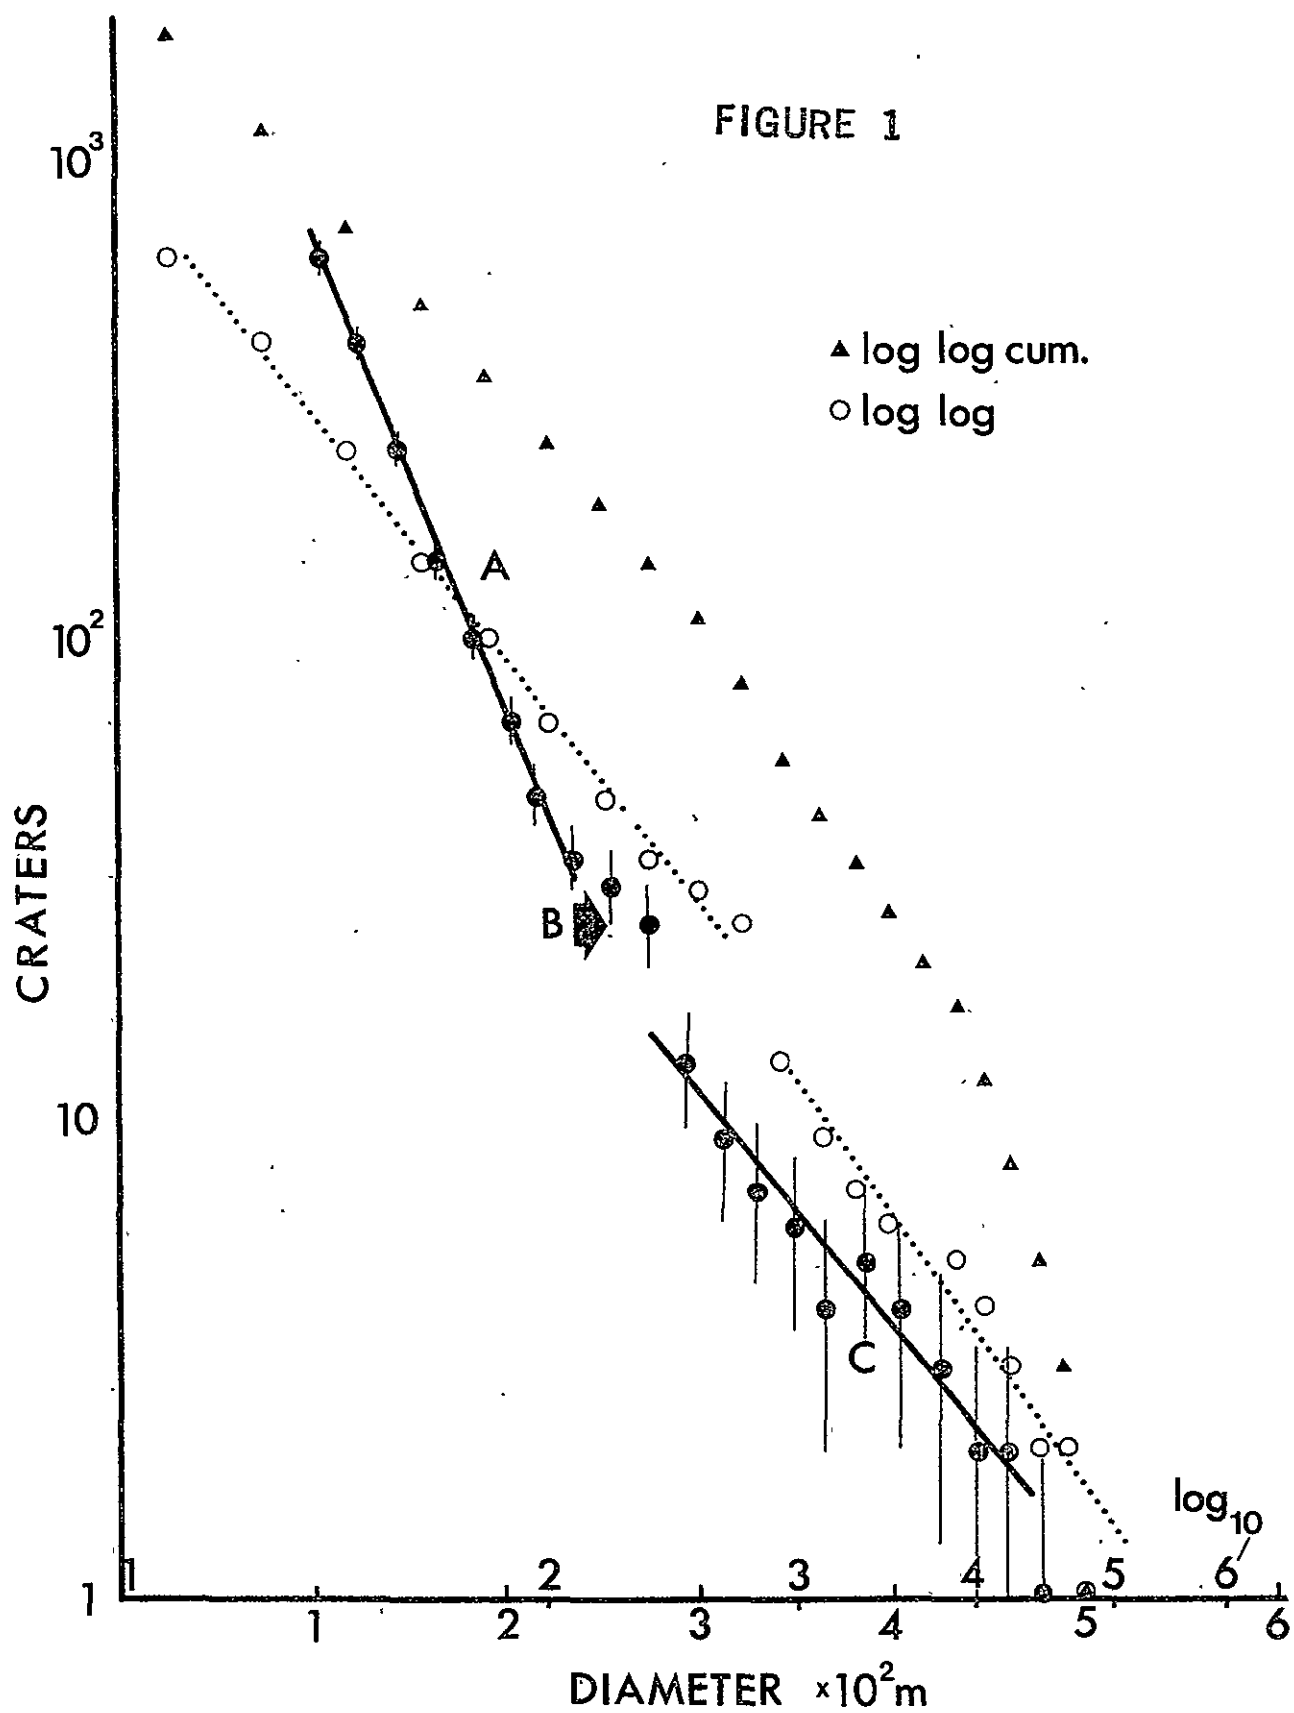 FIGURE 1
10³
▲ log log cum.
○ log log
A
10²
CRATERS
B
10
C
log₁₀
1 2 3 4 5 6
1
1 2 3 4 5 6
DIAMETER ×10²m